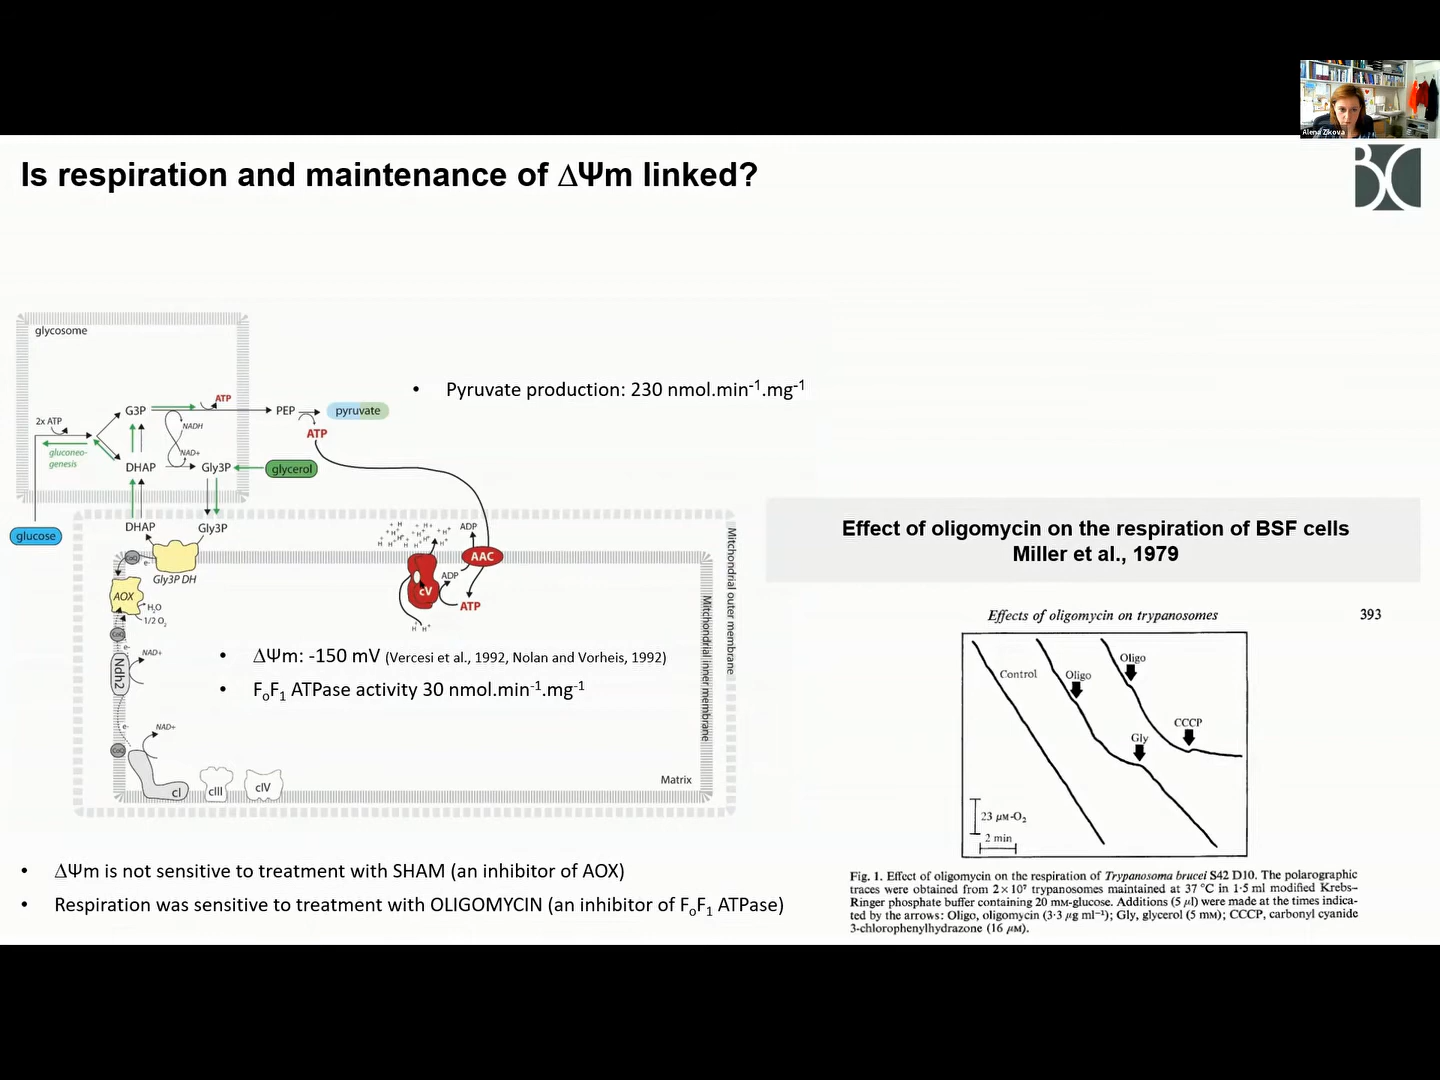 Alena Zikova
Is respiration and maintenance of ΔΨm linked?
BC
glycosome
• Pyruvate production: 230 nmol.min-1.mg-1
G3P
ATP
PEP
pyruvate
2x ATP
NADH
ATP
gluconeo-
genesis
NAD+
DHAP
Gly3P
glycerol
DHAP
Gly3P
glucose
H+
ADP
CoQ
e-
AAC
Gly3P DH
ADP
cV
AOX
H2O
1/2 O2
ATP
H+ H+
CoQ
e-
NAD+
Ndh2
• ΔΨm: -150 mV (Vercesi et al., 1992, Nolan and Vorheis, 1992)
• FoF1 ATPase activity 30 nmol.min-1.mg-1
e-
NAD+
CoQ
cI
cIII
cIV
Matrix
Mitochondrial inner membrane
Mitochondrial outer membrane
Effect of oligomycin on the respiration of BSF cells
Miller et al., 1979
Effects of oligomycin on trypanosomes 393
Control
Oligo
Oligo
Gly
CCCP
23 μM-O2
2 min
Fig. 1. Effect of oligomycin on the respiration of Trypanosoma brucei S42 D10. The polarographic
traces were obtained from 2×10⁷ trypanosomes maintained at 37 °C in 1·5 ml modified Krebs–
Ringer phosphate buffer containing 20 mM-glucose. Additions (5 μl) were made at the times indica-
ted by the arrows: Oligo, oligomycin (3·3 μg ml⁻¹); Gly, glycerol (5 mM); CCCP, carbonyl cyanide
3-chlorophenylhydrazone (16 μM).
• ΔΨm is not sensitive to treatment with SHAM (an inhibitor of AOX)
• Respiration was sensitive to treatment with OLIGOMYCIN (an inhibitor of FoF1 ATPase)